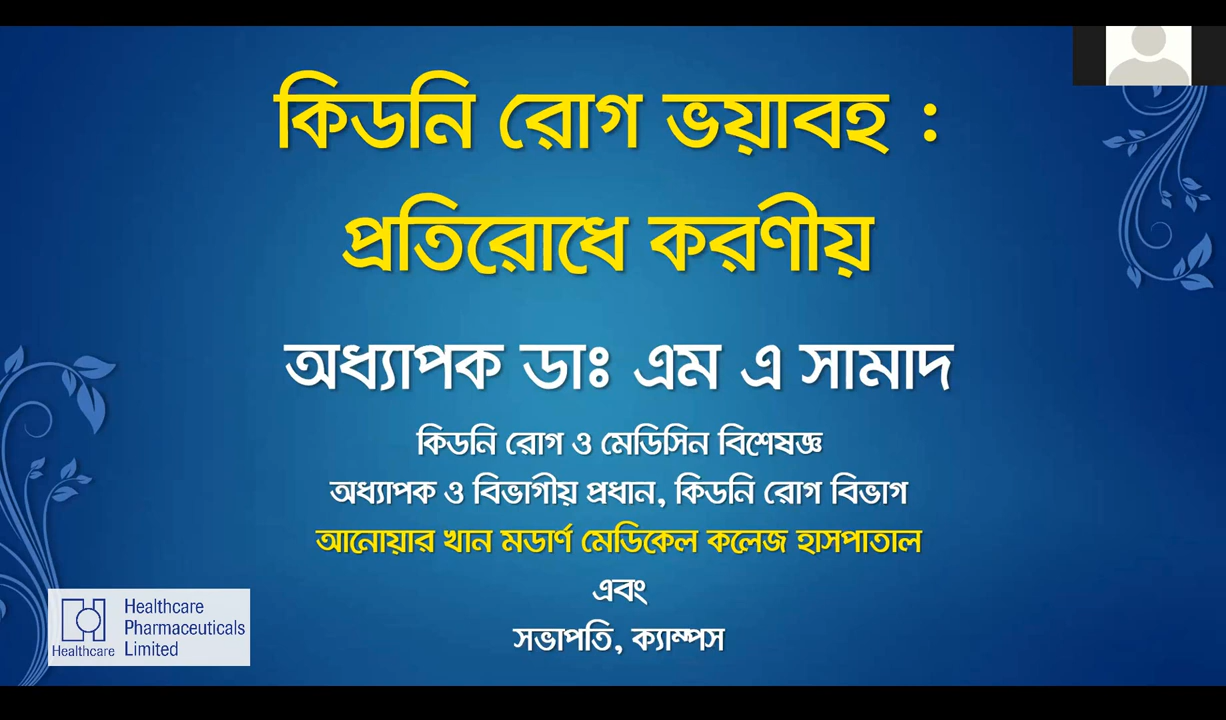 কিডনি রোগ ভয়াবহ :
প্রতিরোধে করণীয়
অধ্যাপক ডাঃ এম এ সামাদ
কিডনি রোগ ও মেডিসিন বিশেষজ্ঞ
অধ্যাপক ও বিভাগীয় প্রধান, কিডনি রোগ বিভাগ
আনোয়ার খান মডার্ণ মেডিকেল কলেজ হাসপাতাল
এবং
সভাপতি, ক্যাম্পস
Healthcare
Pharmaceuticals
Limited
Healthcare